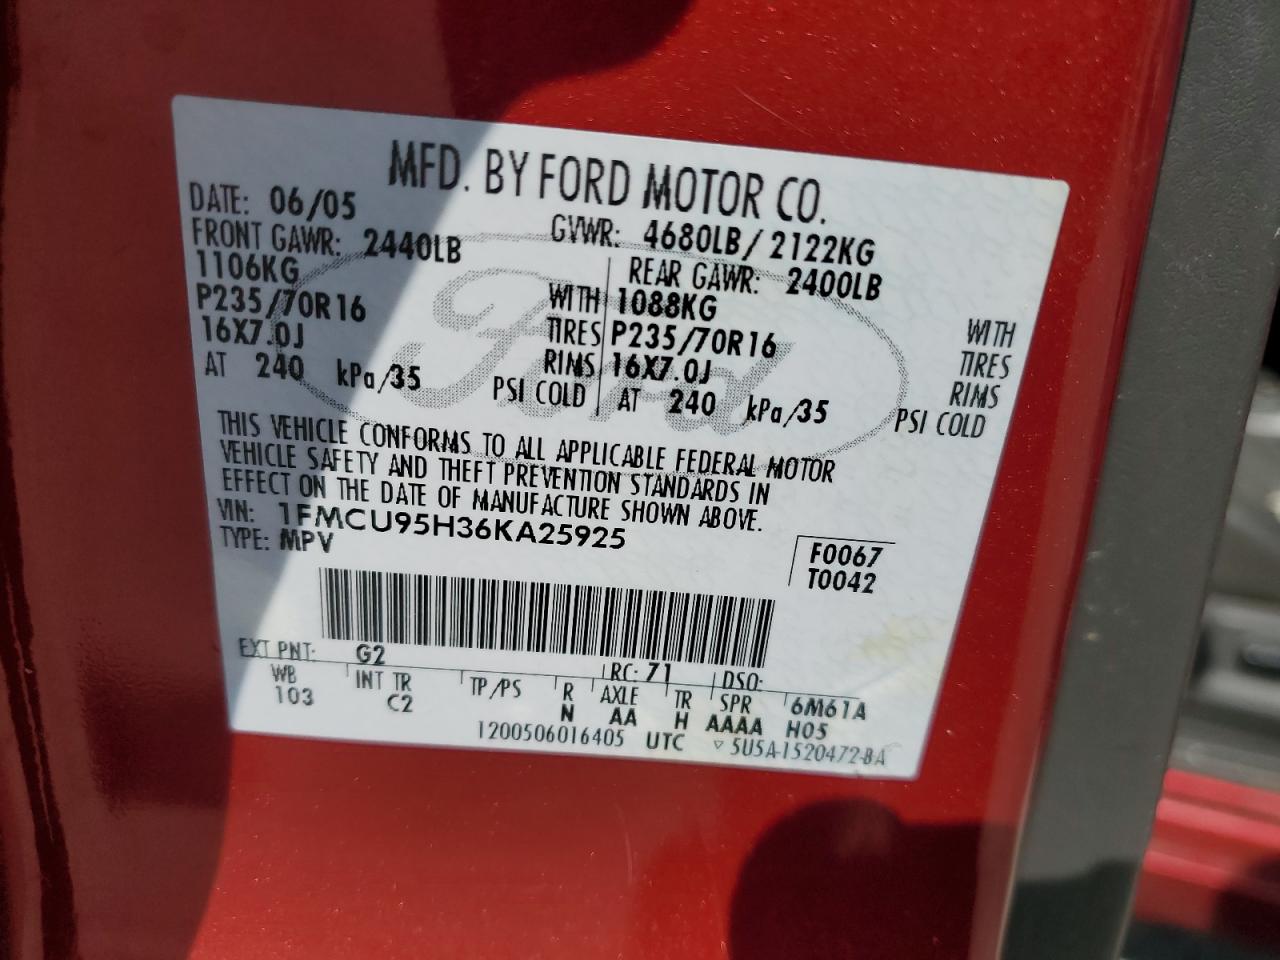 MFD. BY FORD MOTOR CO.
DATE: 06/05 GVWR: 4680LB/2122KG
FRONT GAWR: 2440LB REAR GAWR: 2400LB
1106KG WITH 1088KG WITH
P235/70R16 TIRES P235/70R16 TIRES
16X7.0J RIMS 16X7.0J RIMS
AT 240 kPa/35 PSI COLD AT 240 kPa/35 PSI COLD
Ford
THIS VEHICLE CONFORMS TO ALL APPLICABLE FEDERAL MOTOR
VEHICLE SAFETY AND THEFT PREVENTION STANDARDS IN
EFFECT ON THE DATE OF MANUFACTURE SHOWN ABOVE.
VIN: 1FMCU95H36KA25925
TYPE: MPV
F0067
T0042
EXT PNT: G2 RC: 71 DSO:
WB INT TR TP/PS R AXLE TR SPR 6M61A
103 C2 N AA H AAAA H05
1200506016405 UTC ▽ 5U5A-1520472-BA